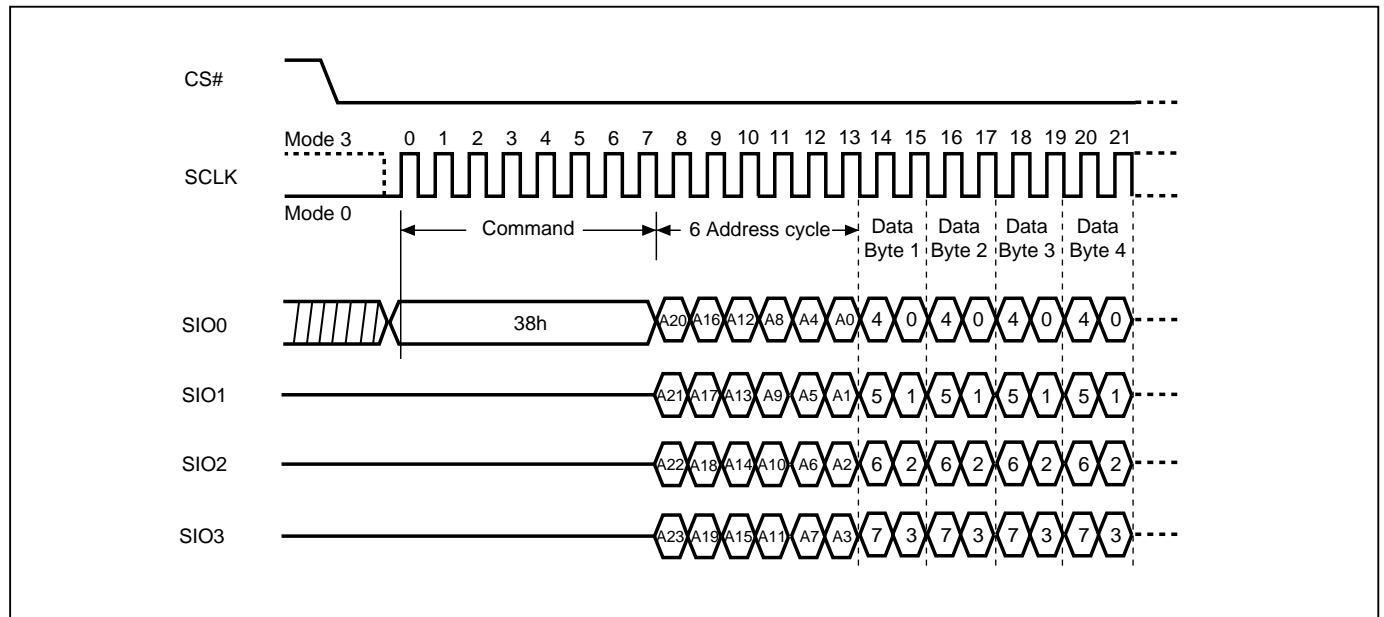 CS#
Mode 3
0 1 2 3 4 5 6 7 8 9 10 11 12 13 14 15 16 17 18 19 20 21
SCLK
Mode 0
Command
6 Address cycle
Data Byte 1
Data Byte 2
Data Byte 3
Data Byte 4
SIO0
38h
A20 A16 A12 A8 A4 A0 4 0 4 0 4 0 4 0
SIO1
A21 A17 A13 A9 A5 A1 5 1 5 1 5 1 5 1
SIO2
A22 A18 A14 A10 A6 A2 6 2 6 2 6 2 6 2
SIO3
A23 A19 A15 A11 A7 A3 7 3 7 3 7 3 7 3